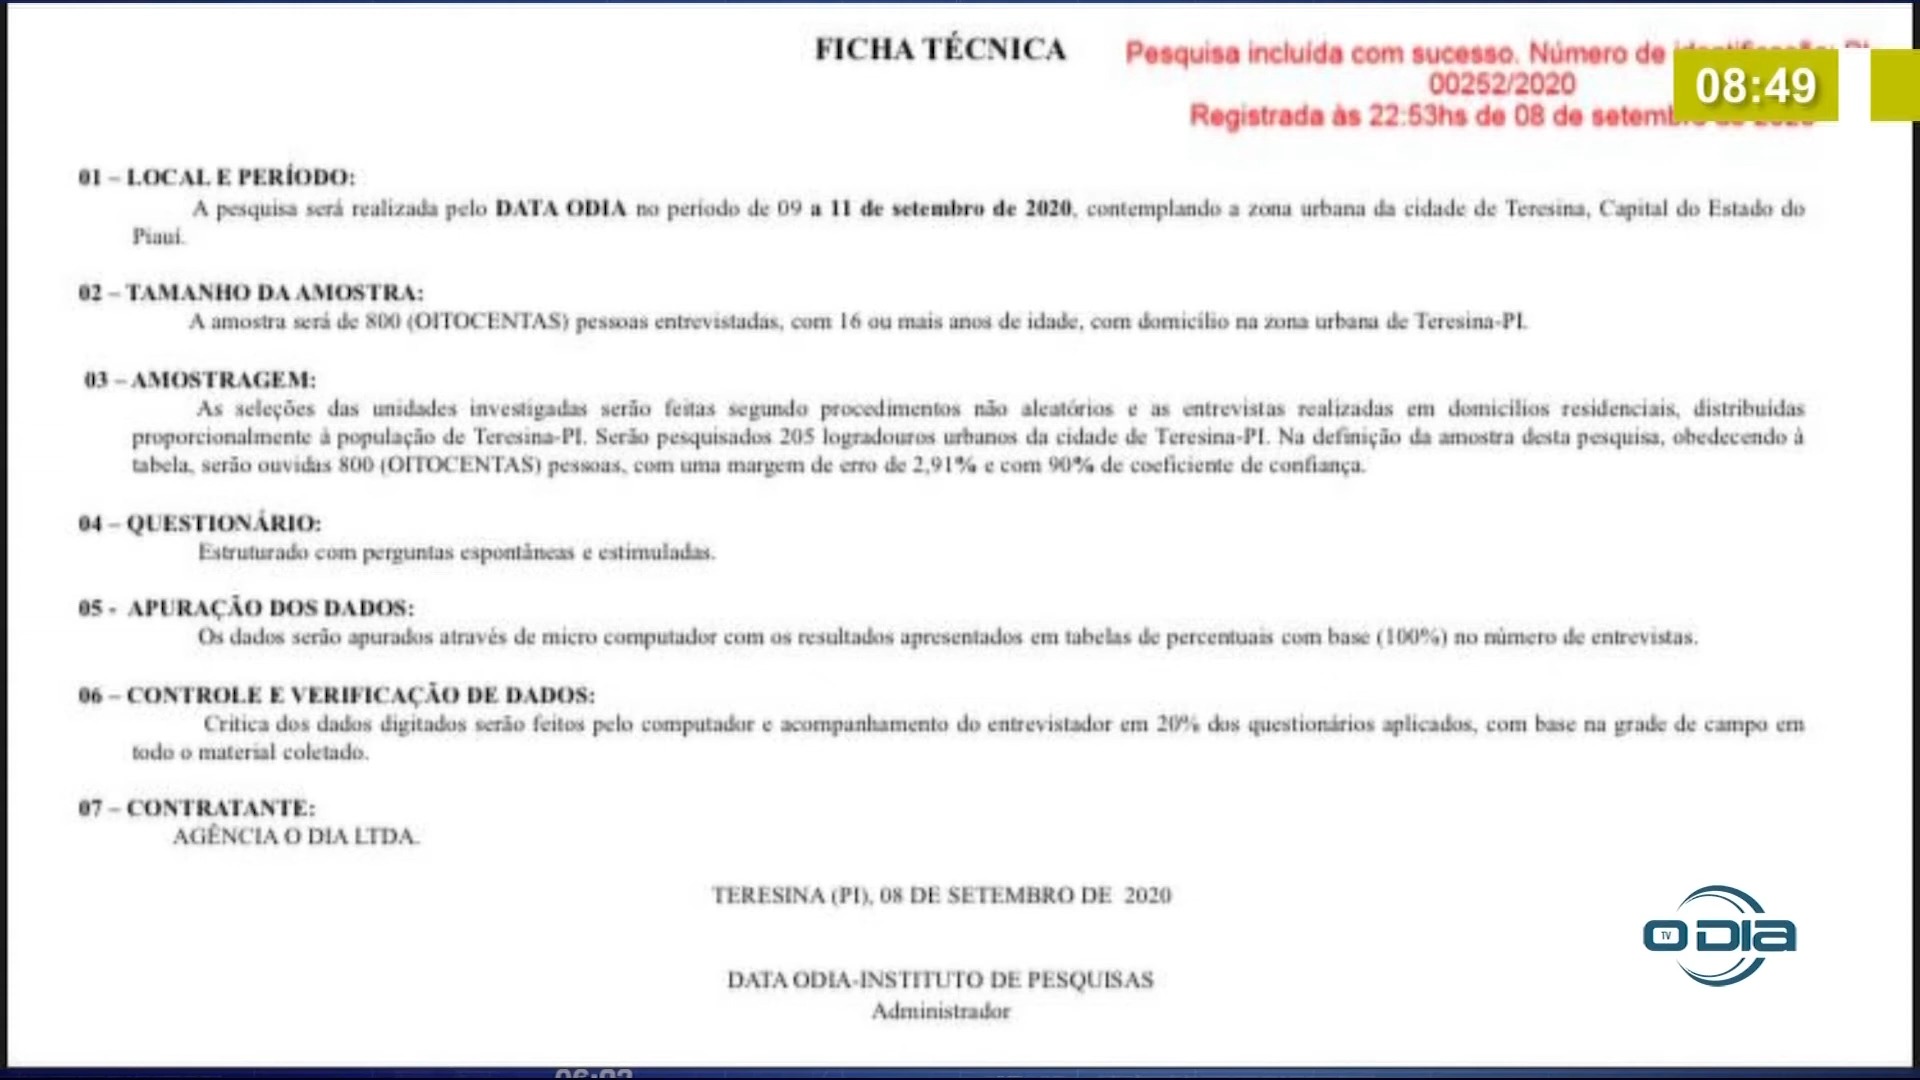 FICHA TÉCNICA
Pesquisa incluída com sucesso. Número de
00252/2020
Registrada às 22:53hs de 08 de
08:49
01 – LOCAL E PERÍODO:
A pesquisa será realizada pelo DATA ODIA no período de 09 a 11 de setembro de 2020, contemplando a zona urbana da cidade de Teresina, Capital do Estado do
Piauí.
02 – TAMANHO DA AMOSTRA:
A amostra será de 800 (OITOCENTAS) pessoas entrevistadas, com 16 ou mais anos de idade, com domicílio na zona urbana de Teresina-PI.
03 – AMOSTRAGEM:
As seleções das unidades investigadas serão feitas segundo procedimentos não aleatórios e as entrevistas realizadas em domicílios residenciais, distribuídas
proporcionalmente à população de Teresina-PI. Serão pesquisados 205 logradouros urbanos da cidade de Teresina-PI. Na definição da amostra desta pesquisa, obedecendo à
tabela, serão ouvidas 800 (OITOCENTAS) pessoas, com uma margem de erro de 2,91% e com 90% de coeficiente de confiança.
04 – QUESTIONÁRIO:
Estruturado com perguntas espontâneas e estimuladas.
05 - APURAÇÃO DOS DADOS:
Os dados serão apurados através de micro computador com os resultados apresentados em tabelas de percentuais com base (100%) no número de entrevistas.
06 – CONTROLE E VERIFICAÇÃO DE DADOS:
Critica dos dados digitados serão feitos pelo computador e acompanhamento do entrevistador em 20% dos questionários aplicados, com base na grade de campo em
todo o material coletado.
07 – CONTRATANTE:
AGÊNCIA O DIA LTDA.
TERESINA (PI), 08 DE SETEMBRO DE 2020
O DIA
TV
DATA ODIA-INSTITUTO DE PESQUISAS
Administrador